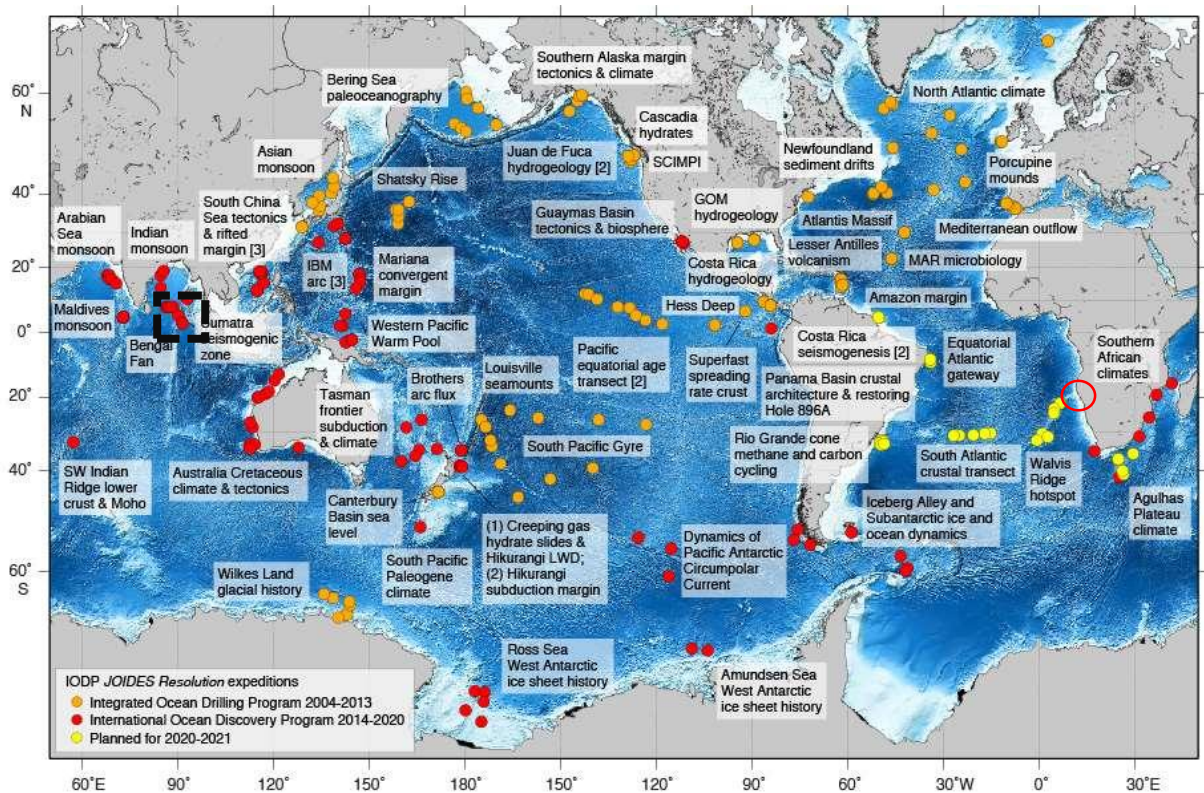 Southern Alaska margin
tectonics & climate
Bering Sea
paleoceanography
North Atlantic climate
60°
N
Cascadia
hydrates
Asian
monsoon
Juan de Fuca
hydrogeology [2]
SCIMPI
Newfoundland
sediment drifts
Porcupine
mounds
40°
Shatsky Rise
South China
Sea tectonics
& rifted
margin [3]
Guaymas Basin
tectonics & biosphere
GOM
hydrogeology
Atlantis Massif
Mediterranean outflow
Arabian
Sea
monsoon
Indian
monsoon
IBM
arc [3]
Mariana
convergent
margin
Lesser Antilles
volcanism
MAR microbiology
20°
Costa Rica
hydrogeology
Hess Deep
Amazon margin
Maldives
monsoon
Bengal
Fan
Sumatra
seismogenic
zone
Western Pacific
Warm Pool
0°
Pacific
equatorial age
transect [2]
Superfast
spreading
rate crust
Costa Rica
seismogenesis [2]
Equatorial
Atlantic
gateway
Southern
African
climates
Tasman
frontier
subduction
& climate
Brothers
arc flux
Louisville
seamounts
Panama Basin crustal
architecture & restoring
Hole 896A
20°
South Pacific Gyre
Rio Grande cone
methane and carbon
cycling
South Atlantic
crustal transect
Walvis
Ridge
hotspot
40°
SW Indian
Ridge lower
crust & Moho
Australia Cretaceous
climate & tectonics
Canterbury
Basin sea
level
Agulhas
Plateau
climate
(1) Creeping gas
hydrate slides &
Hikurangi LWD;
(2) Hikurangi
subduction margin
Dynamics of
Pacific Antarctic
Circumpolar
Current
Iceberg Alley and
Subantarctic ice and
ocean dynamics
South Pacific
Paleogene
climate
60°
S
Wilkes Land
glacial history
Ross Sea
West Antarctic
ice sheet history
Amundsen Sea
West Antarctic
ice sheet history
IODP JOIDES Resolution expeditions
Integrated Ocean Drilling Program 2004-2013
International Ocean Discovery Program 2014-2020
Planned for 2020-2021
60°E 90° 120° 150° 180° 150° 120° 90° 60° 30°W 0° 30°E